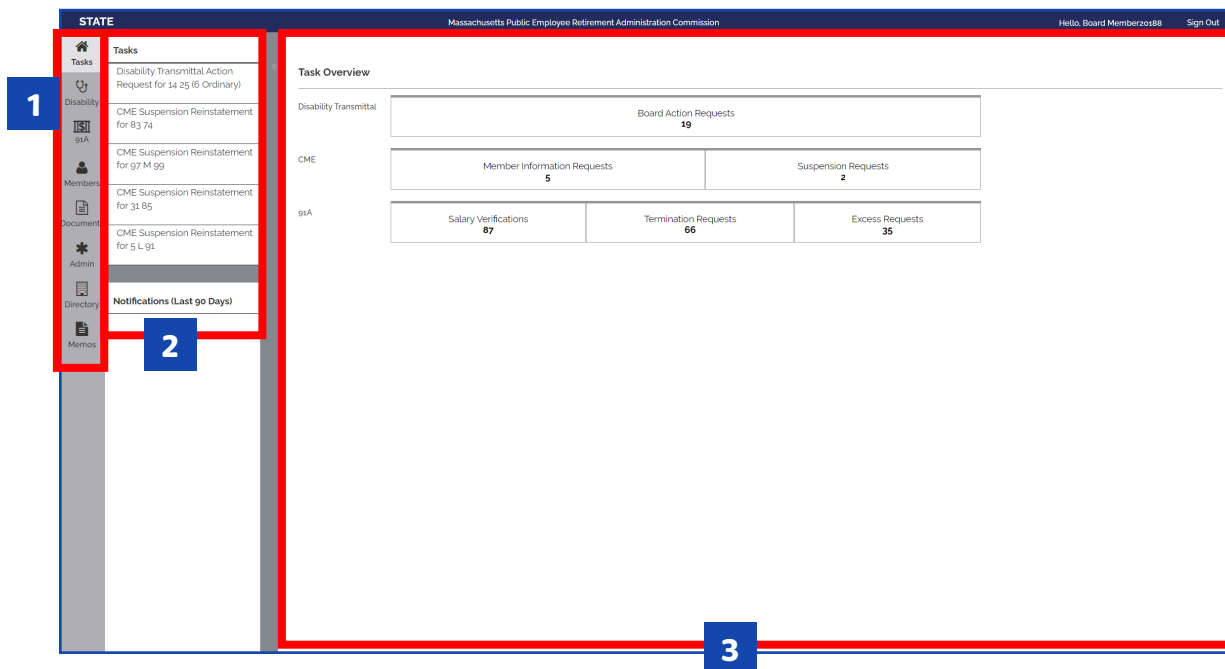 STATE
Massachusetts Public Employee Retirement Administration Commission
Hello, Board Member20188
Sign Out
1
Tasks
Disability
91A
Members
Document
Admin
Directory
Memos
Tasks
Disability Transmittal Action
Request for 14 25 (6 Ordinary)
CME Suspension Reinstatement
for 83 74
CME Suspension Reinstatement
for 97 M 99
CME Suspension Reinstatement
for 31 85
CME Suspension Reinstatement
for 5 L 91
Notifications (Last 90 Days)
2
Task Overview
Disability Transmittal
Board Action Requests
19
CME
Member Information Requests
5
Suspension Requests
2
91A
Salary Verifications
87
Termination Requests
66
Excess Requests
35
3